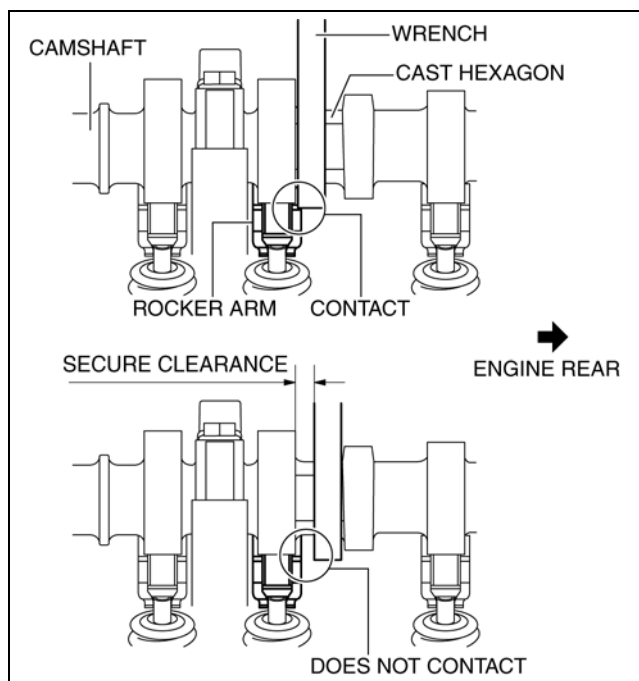 WRENCH
CAMSHAFT
CAST HEXAGON
ROCKER ARM
CONTACT
SECURE CLEARANCE
ENGINE REAR
DOES NOT CONTACT